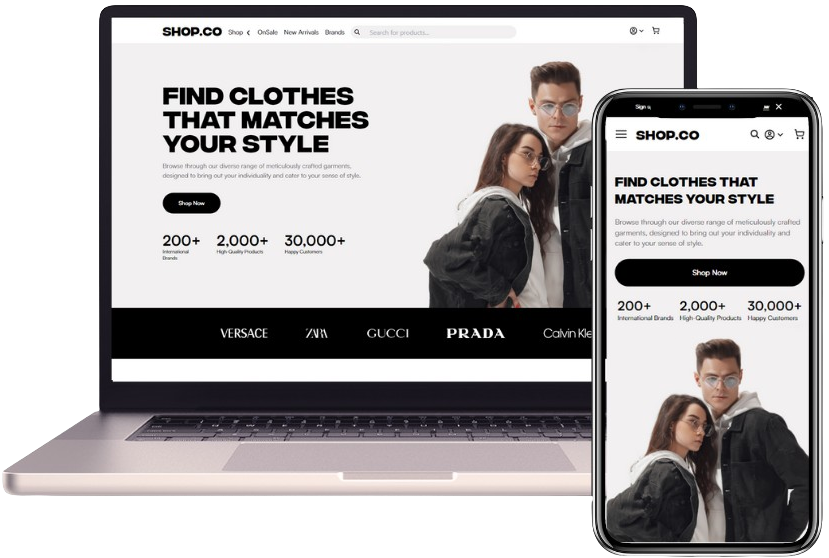 SHOP.CO Shop OnSale New Arrivals Brands Search for products...
FIND CLOTHES
THAT MATCHES
YOUR STYLE
Browse through our diverse range of meticulously crafted garments,
designed to bring out your individuality and cater to your sense of style.
Shop Now
200+ 2,000+ 30,000+
International High-Quality Products Happy Customers
Brands
VERSACE ZARA GUCCI PRADA Calvin Kle
Sign u
SHOP.CO
FIND CLOTHES THAT
MATCHES YOUR STYLE
Browse through our diverse range of meticulously crafted
garments, designed to bring out your individuality and
cater to your sense of style.
Shop Now
200+ 2,000+ 30,000+
International Brands High-Quality Products Happy Customers